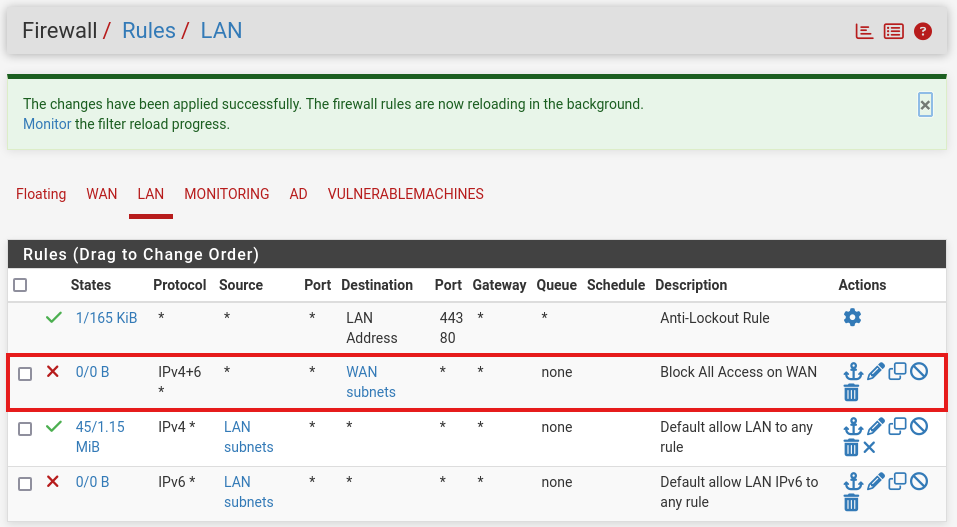 Firewall / Rules / LAN
The changes have been applied successfully. The firewall rules are now reloading in the background.
Monitor the filter reload progress.
×
Floating WAN LAN MONITORING AD VULNERABLEMACHINES
Rules (Drag to Change Order)
States Protocol Source Port Destination Port Gateway Queue Schedule Description Actions
1/165 KiB * * * LAN 443 * * Anti-Lockout Rule
Address 80
0/0 B IPv4+6 * * WAN * * none Block All Access on WAN
* subnets
45/1.15 IPv4 * LAN * * * * none Default allow LAN to any
MiB subnets rule
0/0 B IPv6 * LAN * * * * none Default allow LAN IPv6 to
subnets any rule